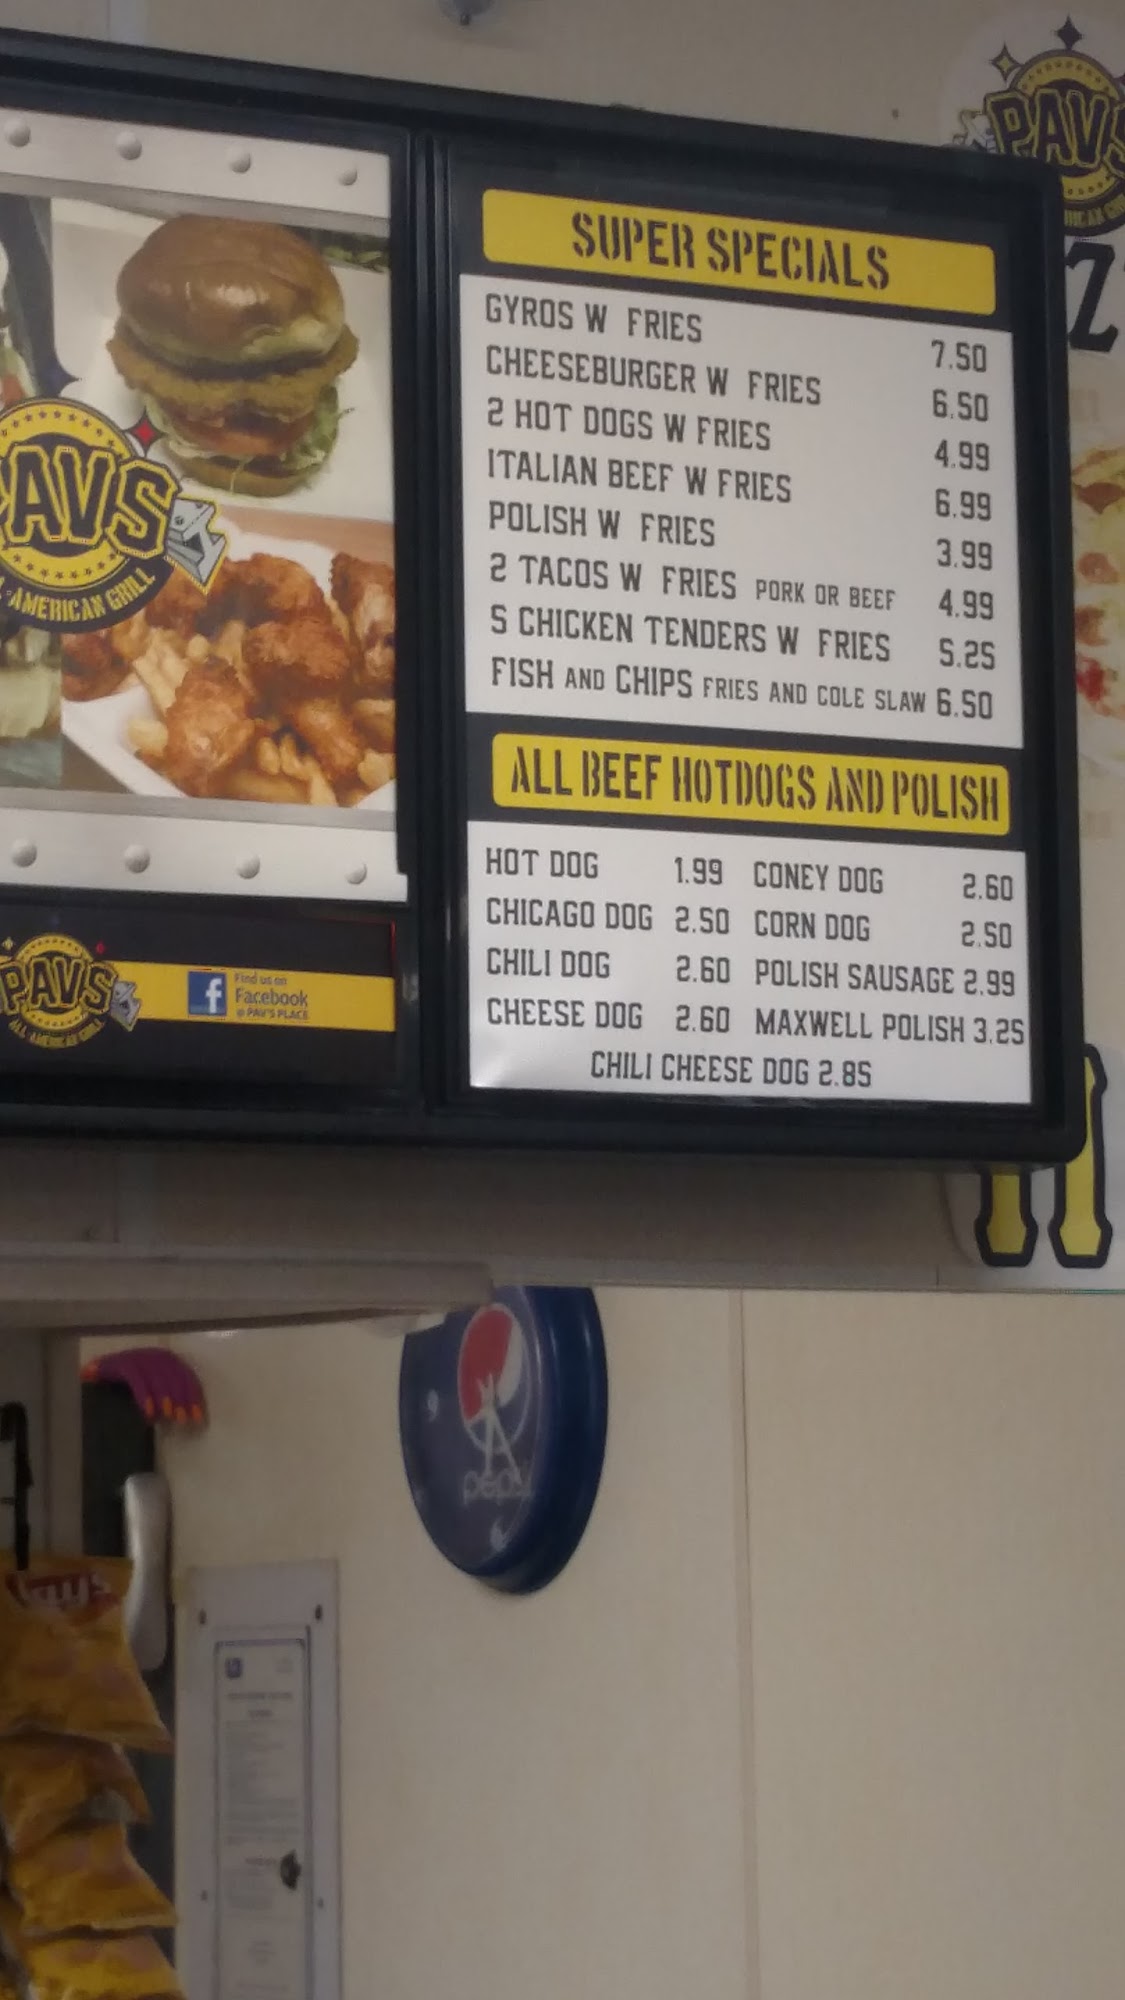 PAVS
SUPER SPECIALS
GYROS W FRIES 7.50
CHEESEBURGER W FRIES 6.50
2 HOT DOGS W FRIES 4.99
ITALIAN BEEF W FRIES 6.99
POLISH W FRIES 3.99
2 TACOS W FRIES PORK OR BEEF 4.99
5 CHICKEN TENDERS W FRIES 5.25
FISH AND CHIPS FRIES AND COLE SLAW 6.50
ALL BEEF HOTDOGS AND POLISH
HOT DOG 1.99 CONEY DOG 2.60
CHICAGO DOG 2.50 CORN DOG 2.50
CHILI DOG 2.60 POLISH SAUSAGE 2.99
CHEESE DOG 2.60 MAXWELL POLISH 3.25
CHILI CHEESE DOG 2.85
PAVS
AMERICAN GRILL
PAVS
ALL-AMERICAN GRILL
f
Find us on
Facebook
@ PAV'S PLACE
pepsi
Lay's